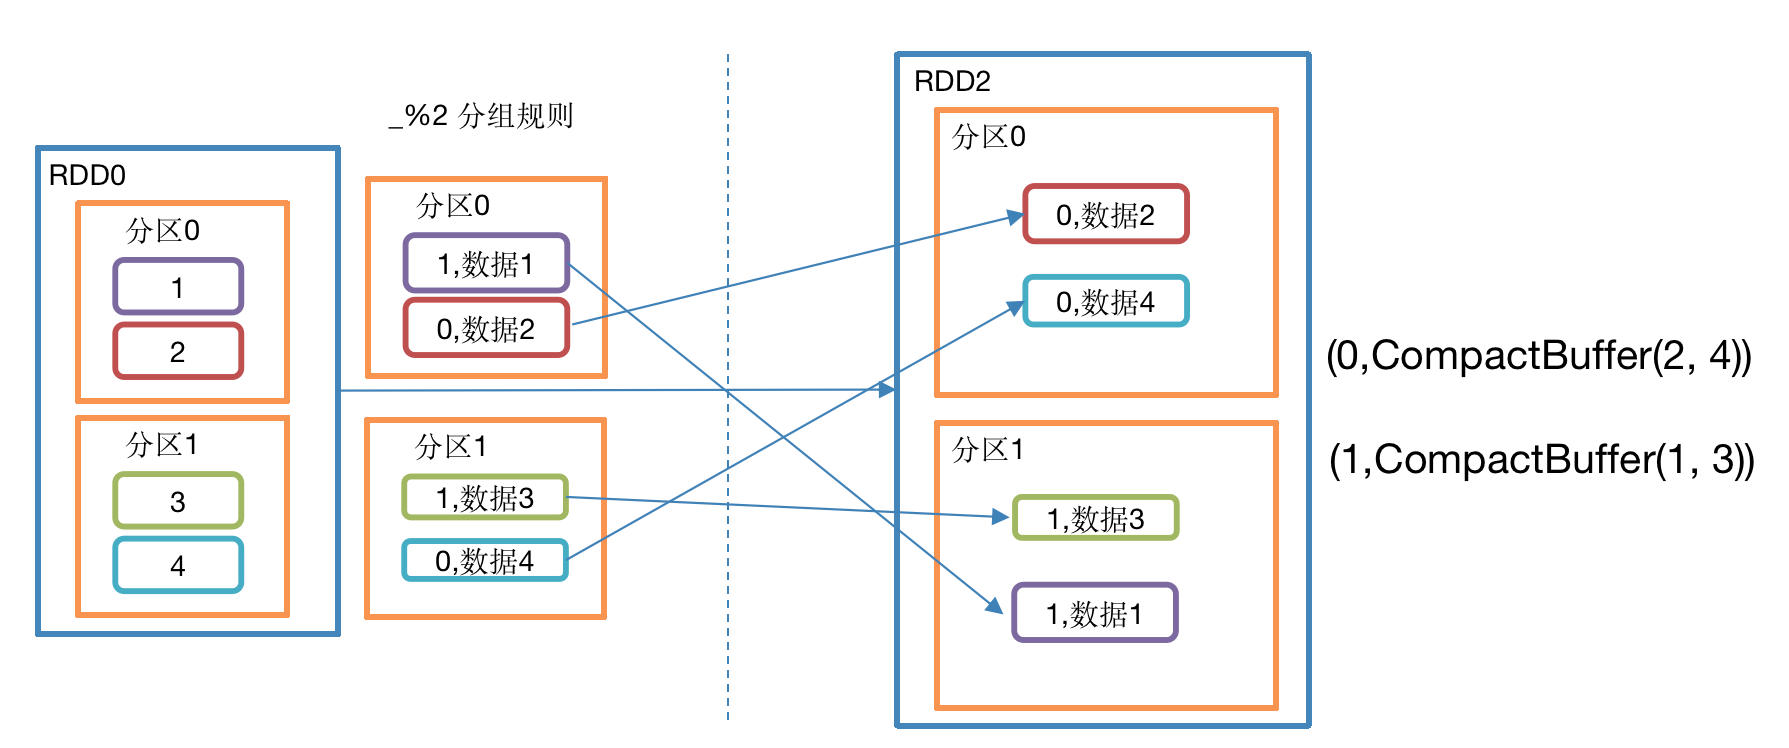 _%2 分组规则
RDD0
分区0
1
2
分区1
3
4
分区0
1,数据1
0,数据2
分区1
1,数据3
0,数据4
RDD2
分区0
0,数据2
0,数据4
分区1
1,数据3
1,数据1
(0,CompactBuffer(2, 4))
(1,CompactBuffer(1, 3))